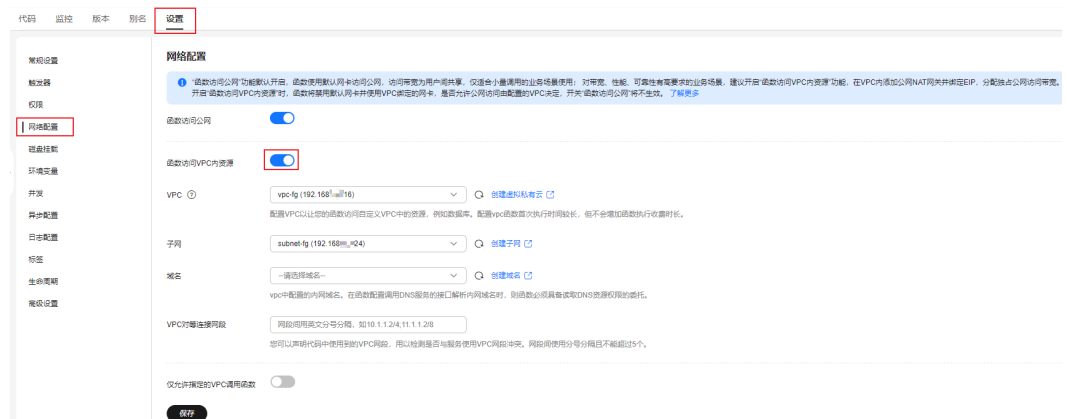 代码 监控 版本 别名 设置
常规设置
触发器
权限
网络配置
磁盘挂载
环境变量
并发
异步配置
日志配置
标签
生命周期
高级设置
网络配置
“函数访问公网”功能默认开启，函数使用默认网卡访问公网，访问带宽为用户间共享，仅适合小量调用的业务场景使用； 对带宽、性能、可靠性有高要求的业务场景，建议开启“函数访问VPC内资源”功能，在VPC内添加公网NAT网关并绑定EIP，分配独占公网访问带宽。
开启“函数访问VPC内资源”时，函数将禁用默认网卡并使用VPC绑定的网卡，是否允许公网访问由配置的VPC决定，开关“函数访问公网”将不生效。 了解更多
函数访问公网
函数访问VPC内资源
VPC
vpc-fg (192.168 16)
创建虚拟私有云
配置VPC以让您的函数访问自定义VPC中的资源，例如数据库。配置vpc函数首次执行时间较长，但不会增加函数执行收费时长。
子网
subnet-fg (192.168 24)
创建子网
域名
--请选择域名--
创建域名
vpc中配置的内网域名。在函数配置调用DNS服务的接口解析内网域名时，则函数必须具备读取DNS资源权限的委托。
VPC对等连接网段
网段间用英文分号分隔，如10.1.1.2/4;11.1.1.2/8
您可以声明代码中使用到的VPC网段，用以检测是否与服务使用VPC网段冲突。网段间使用分号分隔且不能超过5个。
仅允许指定的VPC调用函数
保存